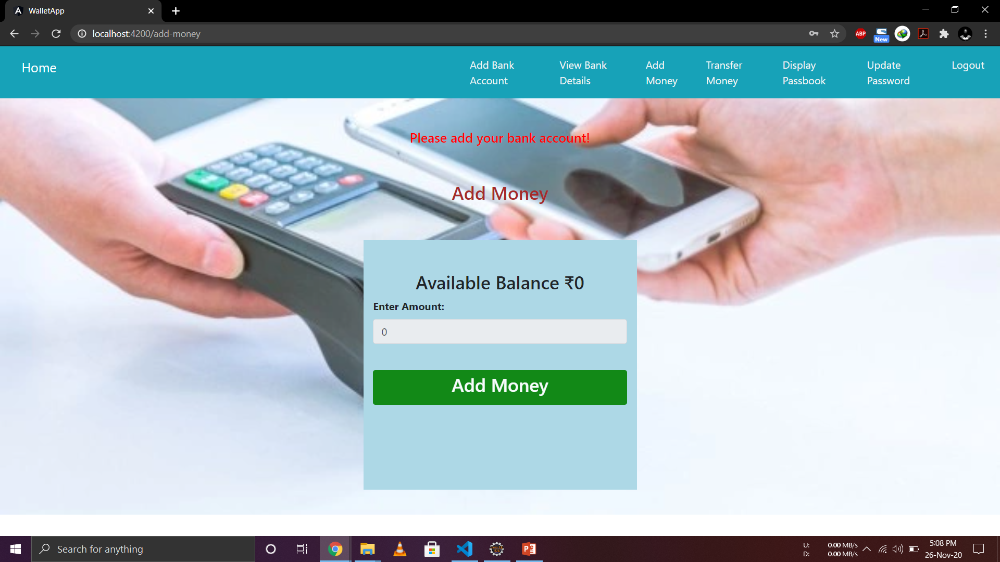 WalletApp
localhost:4200/add-money
ABP
New
Home
Add Bank Account
View Bank Details
Add Money
Transfer Money
Display Passbook
Update Password
Logout
Please add your bank account!
Add Money
Available Balance ₹0
Enter Amount:
0
Add Money
Search for anything
U: 0.00 MB/s
D: 0.00 MB/s
5:08 PM
26-Nov-20